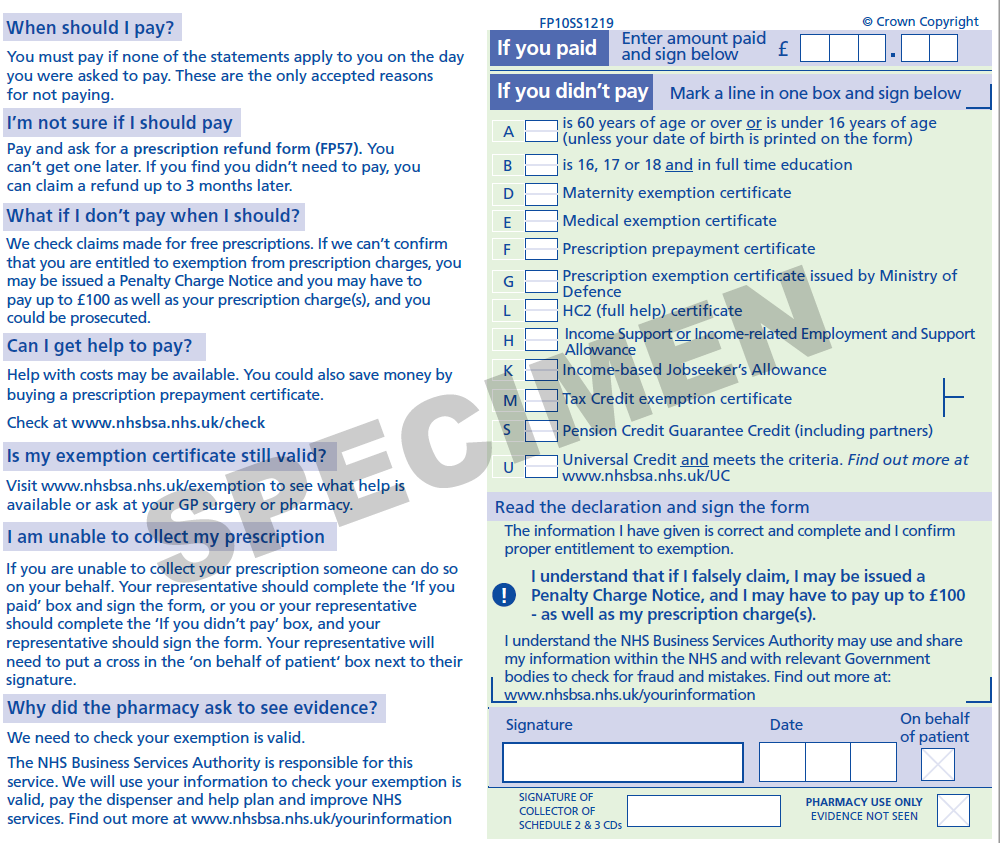 When should I pay?
You must pay if none of the statements apply to you on the day
you were asked to pay. These are the only accepted reasons
for not paying.
I'm not sure if I should pay
Pay and ask for a prescription refund form (FP57). You
can't get one later. If you find you didn't need to pay, you
can claim a refund up to 3 months later.
What if I don't pay when I should?
We check claims made for free prescriptions. If we can't confirm
that you are entitled to exemption from prescription charges, you
may be issued a Penalty Charge Notice and you may have to
pay up to £100 as well as your prescription charge(s), and you
could be prosecuted.
Can I get help to pay?
Help with costs may be available. You could also save money by
buying a prescription prepayment certificate.
Check at www.nhsbsa.nhs.uk/check
Is my exemption certificate still valid?
Visit www.nhsbsa.nhs.uk/exemption to see what help is
available or ask at your GP surgery or pharmacy.
I am unable to collect my prescription
If you are unable to collect your prescription someone can do so
on your behalf. Your representative should complete the 'If you
paid' box and sign the form, or you or your representative
should complete the 'If you didn't pay' box, and your
representative should sign the form. Your representative will
need to put a cross in the 'on behalf of patient' box next to their
signature.
Why did the pharmacy ask to see evidence?
We need to check your exemption is valid.
The NHS Business Services Authority is responsible for this
service. We will use your information to check your exemption is
valid, pay the dispenser and help plan and improve NHS
services. Find out more at www.nhsbsa.nhs.uk/yourinformation
FP10SS1219
© Crown Copyright
If you paid
Enter amount paid
and sign below
£
.
If you didn't pay
Mark a line in one box and sign below
A is 60 years of age or over or is under 16 years of age
(unless your date of birth is printed on the form)
B is 16, 17 or 18 and in full time education
D Maternity exemption certificate
E Medical exemption certificate
F Prescription prepayment certificate
G Prescription exemption certificate issued by Ministry of
Defence
L HC2 (full help) certificate
H Income Support or Income-related Employment and Support
Allowance
K Income-based Jobseeker's Allowance
M Tax Credit exemption certificate
S Pension Credit Guarantee Credit (including partners)
U Universal Credit and meets the criteria. Find out more at
www.nhsbsa.nhs.uk/UC
Read the declaration and sign the form
The information I have given is correct and complete and I confirm
proper entitlement to exemption.
! I understand that if I falsely claim, I may be issued a
Penalty Charge Notice, and I may have to pay up to £100
- as well as my prescription charge(s).
I understand the NHS Business Services Authority may use and share
my information within the NHS and with relevant Government
bodies to check for fraud and mistakes. Find out more at:
www.nhsbsa.nhs.uk/yourinformation
Signature
Date
On behalf
of patient
SIGNATURE OF
COLLECTOR OF
SCHEDULE 2 & 3 CDs
PHARMACY USE ONLY
EVIDENCE NOT SEEN
SPECIMEN